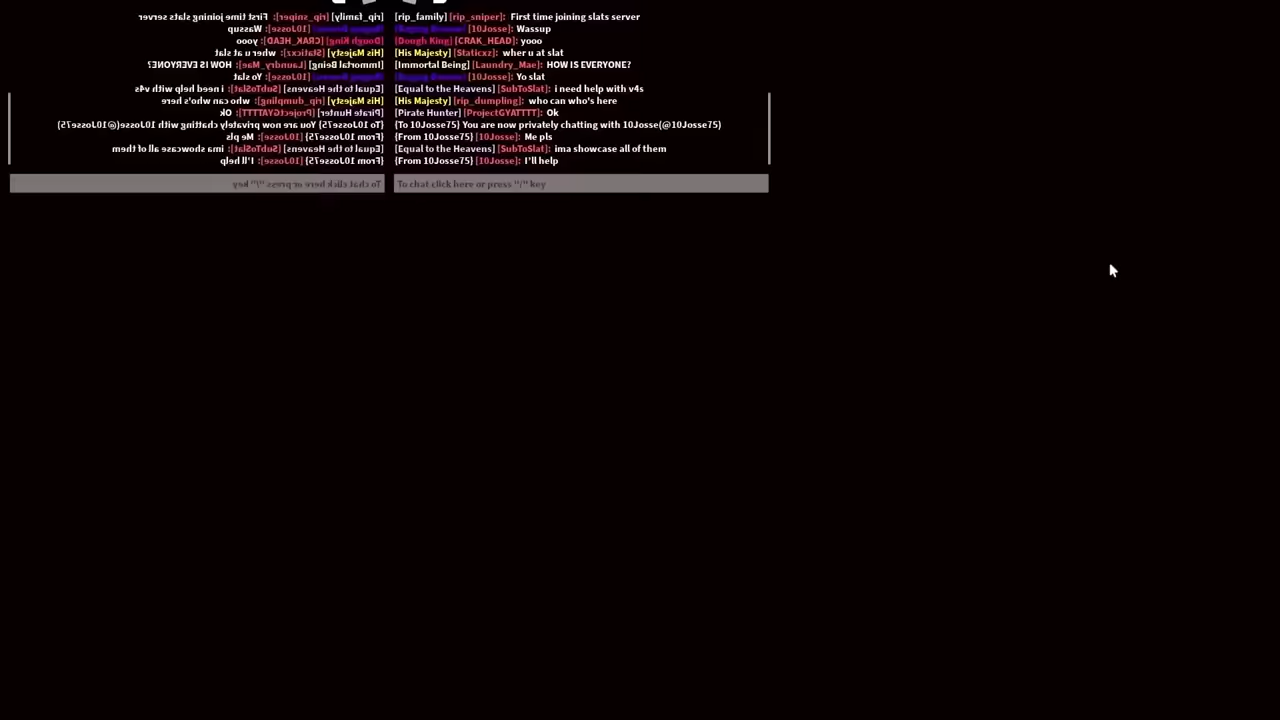 [rip_family] [rip_sniper]: First time joining slats server
[10Josse]: Wassup
[Dough King] [CRAK_HEAD]: yooo
[His Majesty] [Staticxz]: wher u at slat
[Immortal Being] [Laundry_Mae]: HOW IS EVERYONE?
[10Josse]: Yo slat
[Equal to the Heavens] [SubToSlat]: i need help with v4s
[His Majesty] [rip_dumpling]: who can who's here
[Pirate Hunter] [ProjectGYATTTT]: Ok
{To 10Josse75} You are now privately chatting with 10Josse(@10Josse75)
{From 10Josse75} [10Josse]: Me pls
[Equal to the Heavens] [SubToSlat]: ima showcase all of them
{From 10Josse75} [10Josse]: I'll help
To chat click here or press "/" key